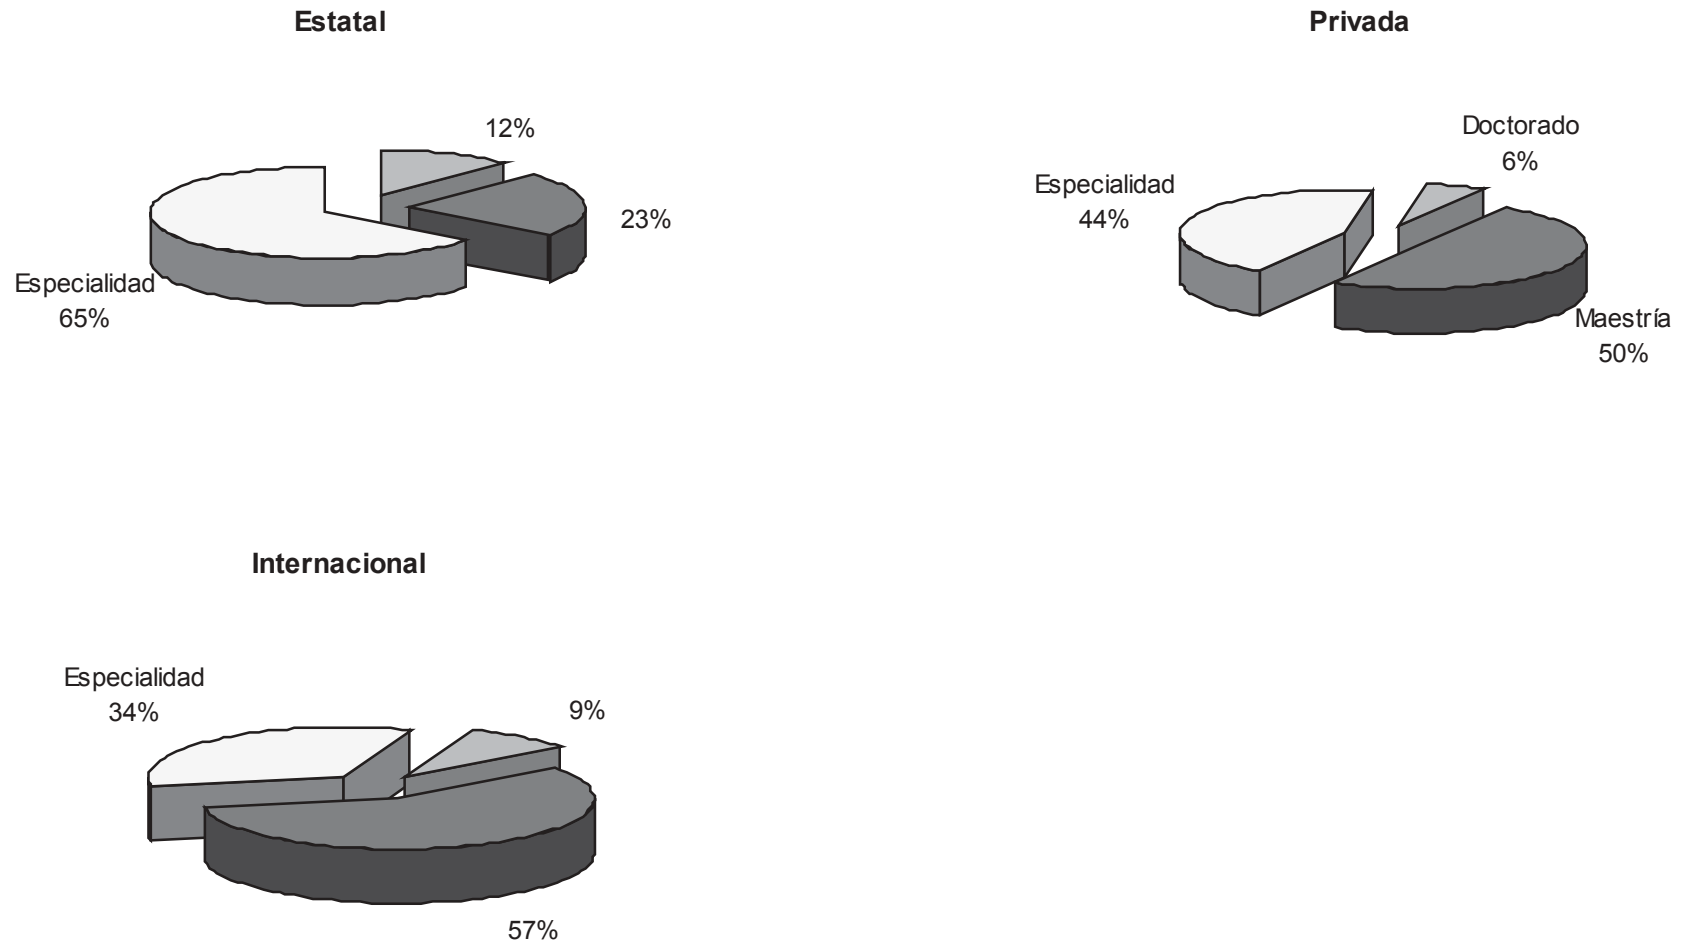 Estatal
12%
23%
Especialidad
65%
Privada
Doctorado
6%
Especialidad
44%
Maestría
50%
Internacional
Especialidad
34%
9%
57%